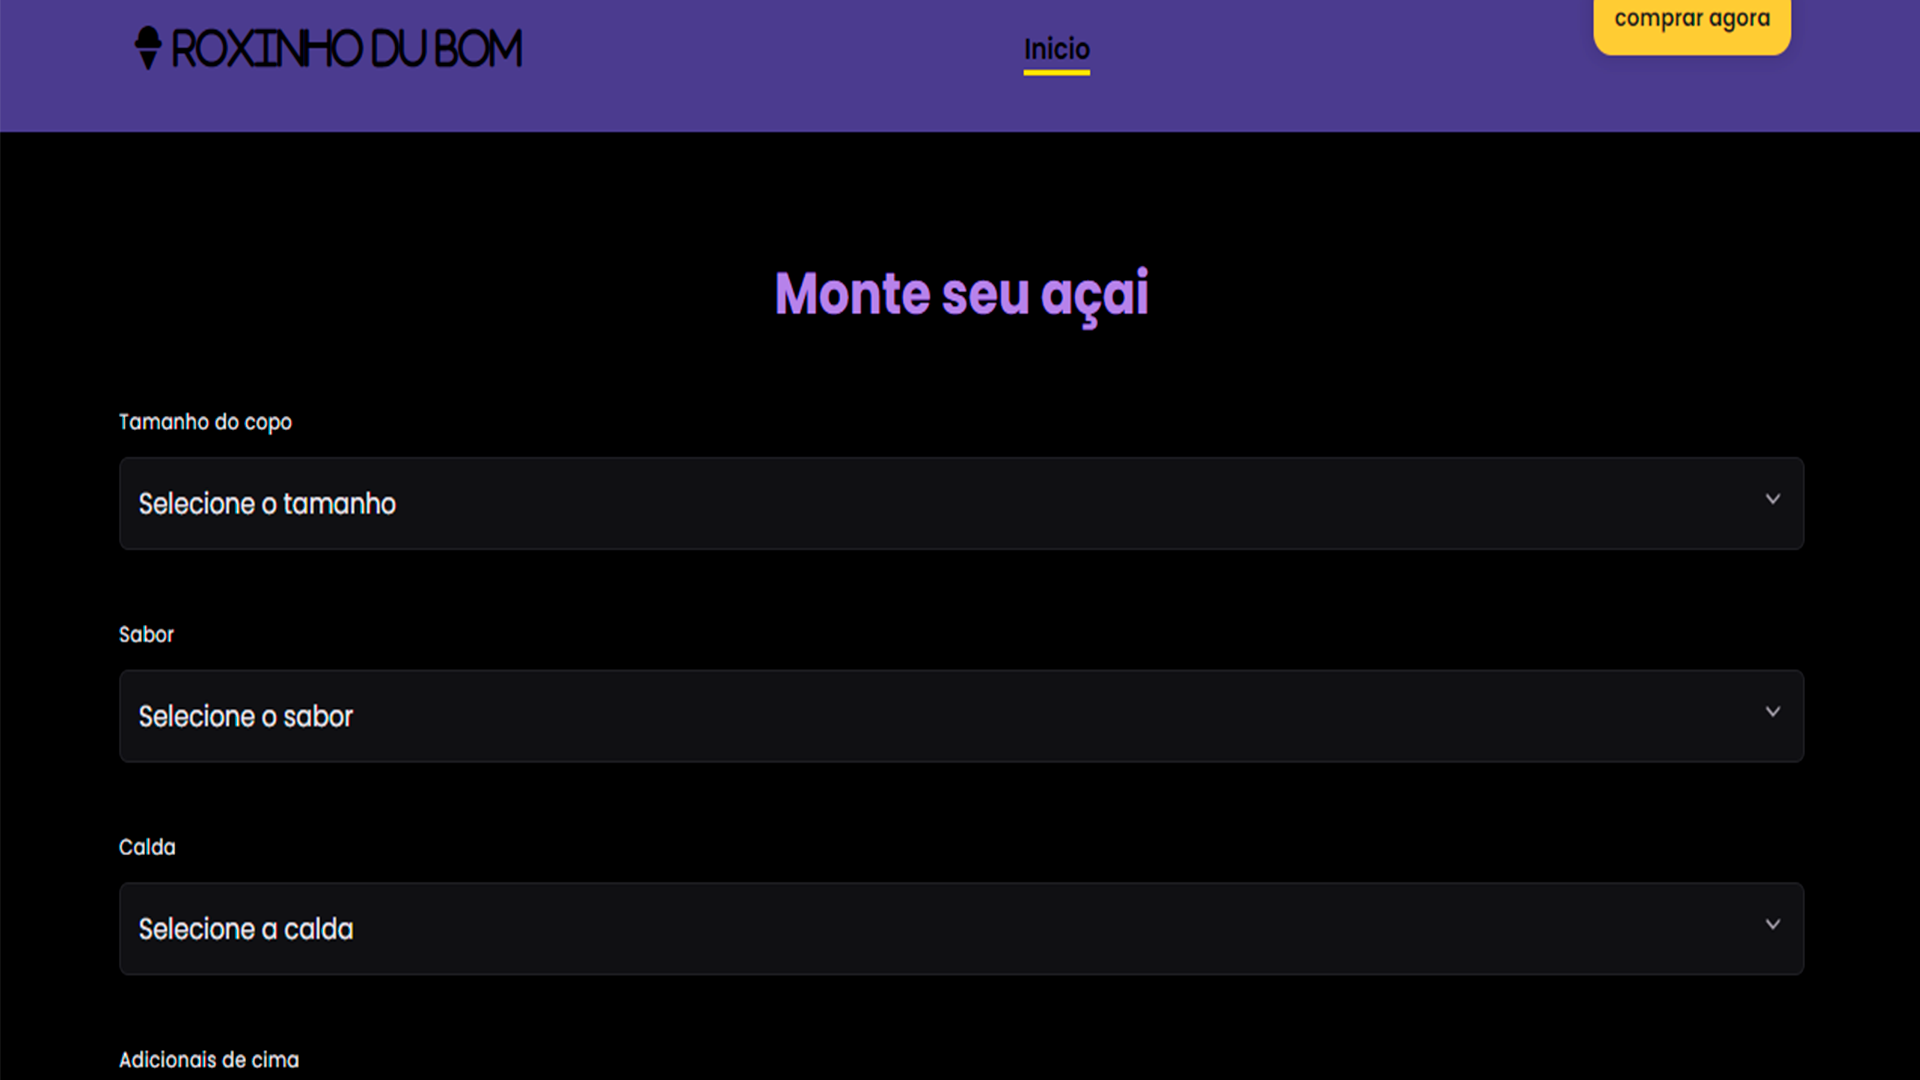 ROXINHO DU BOM
Inicio
comprar agora
Monte seu açai
Tamanho do copo
Selecione o tamanho
Sabor
Selecione o sabor
Calda
Selecione a calda
Adicionais de cima